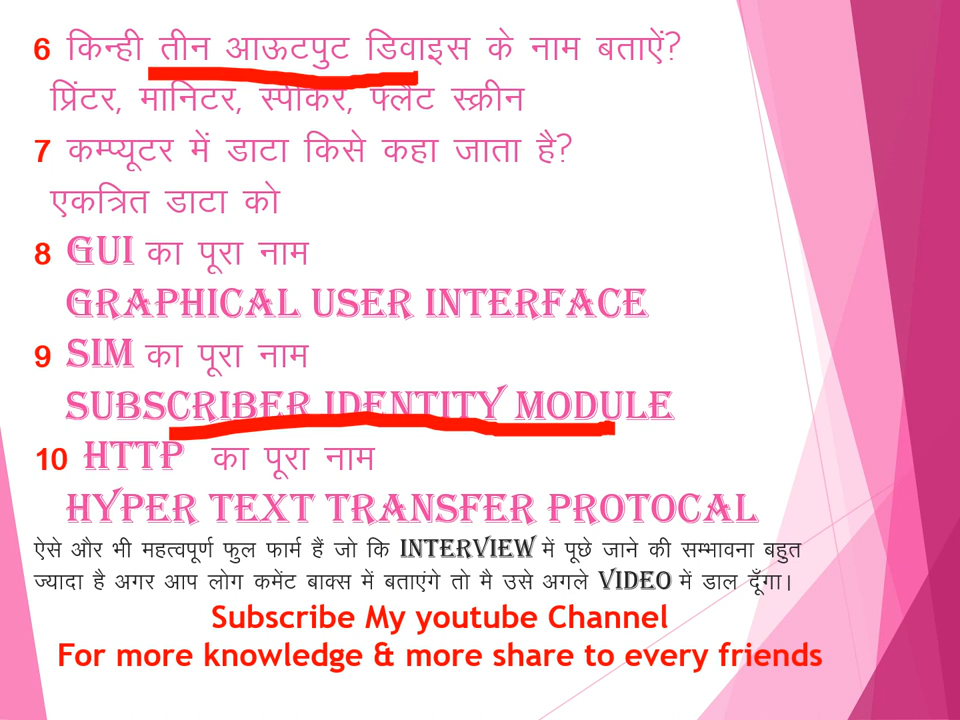 6 किन्ही तीन आऊटपुट डिवाइस के नाम बताऐं?
प्रिंटर, मानिटर, स्पीकर, फ्लैट स्क्रीन
7 कम्प्यूटर में डाटा किसे कहा जाता है?
एकत्रित डाटा को
8 GUI का पूरा नाम
GRAPHICAL USER INTERFACE
9 SIM का पूरा नाम
SUBSCRIBER IDENTITY MODULE
10 HTTP का पूरा नाम
HYPER TEXT TRANSFER PROTOCAL
ऐसे और भी महत्वपूर्ण फुल फार्म हैं जो कि INTERVIEW में पूछे जाने की सम्भावना बहुत
ज्यादा है अगर आप लोग कमेंट बाक्स में बताएंगे तो मै उसे अगले VIDEO में डाल दूँगा।
Subscribe My youtube Channel
For more knowledge & more share to every friends